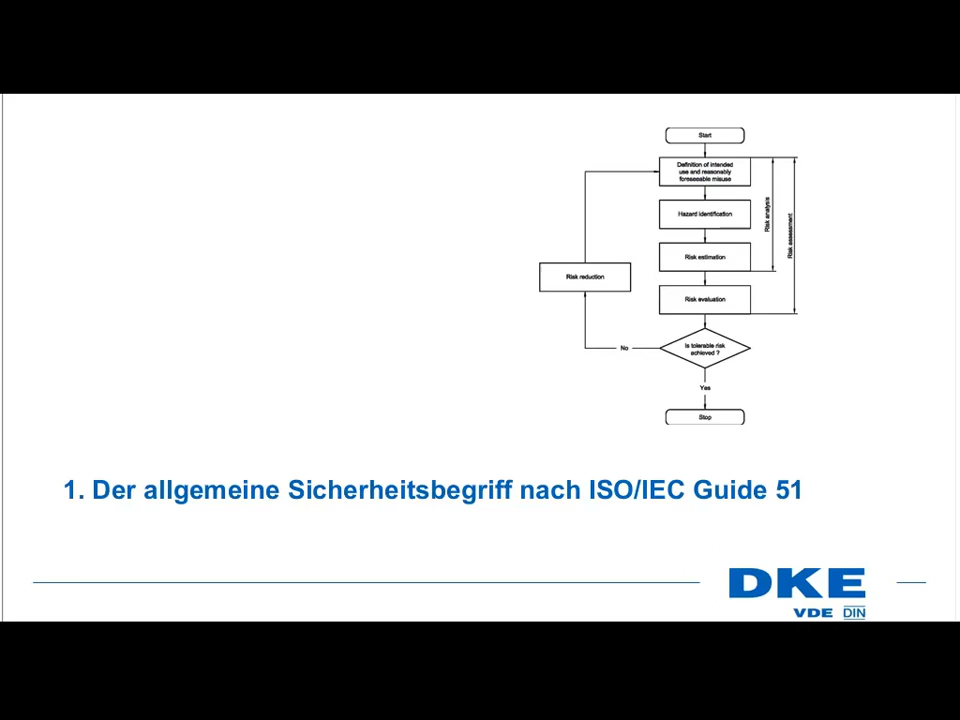 Start
Definition of intended
use and reasonably
foreseeable misuse
Hazard identification
Risk estimation
Risk evaluation
Risk analysis
Risk assessment
Risk reduction
No
Is tolerable risk
achieved ?
Yes
Stop
1. Der allgemeine Sicherheitsbegriff nach ISO/IEC Guide 51
DKE
VDE DIN